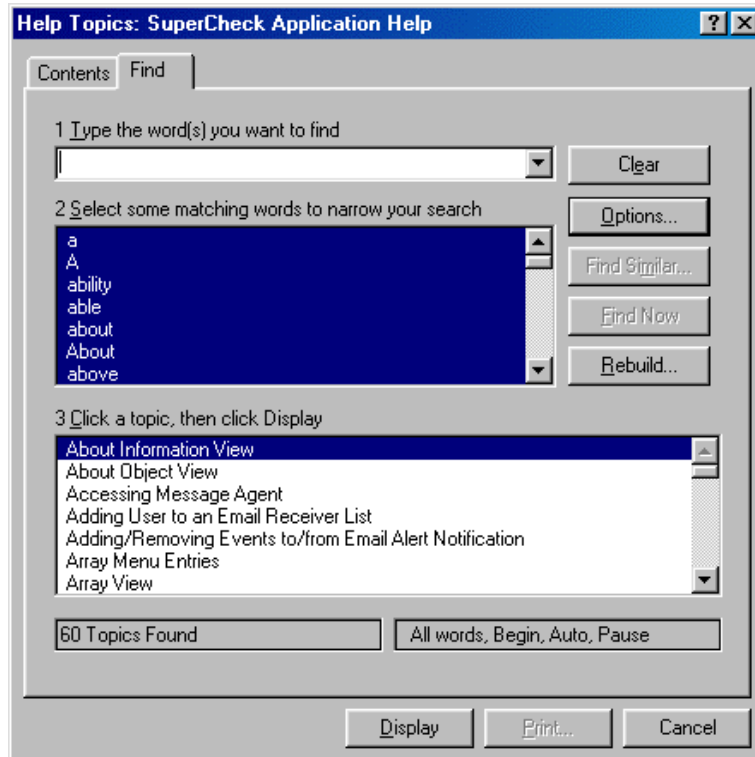 Help Topics: SuperCheck Application Help
Contents Find
1 Type the word(s) you want to find
Clear
2 Select some matching words to narrow your search
Options...
a
A
ability
able
about
About
above
Find Similar...
Find Now
Rebuild...
3 Click a topic, then click Display
About Information View
About Object View
Accessing Message Agent
Adding User to an Email Receiver List
Adding/Removing Events to/from Email Alert Notification
Array Menu Entries
Array View
60 Topics Found
All words, Begin, Auto, Pause
Display Print... Cancel